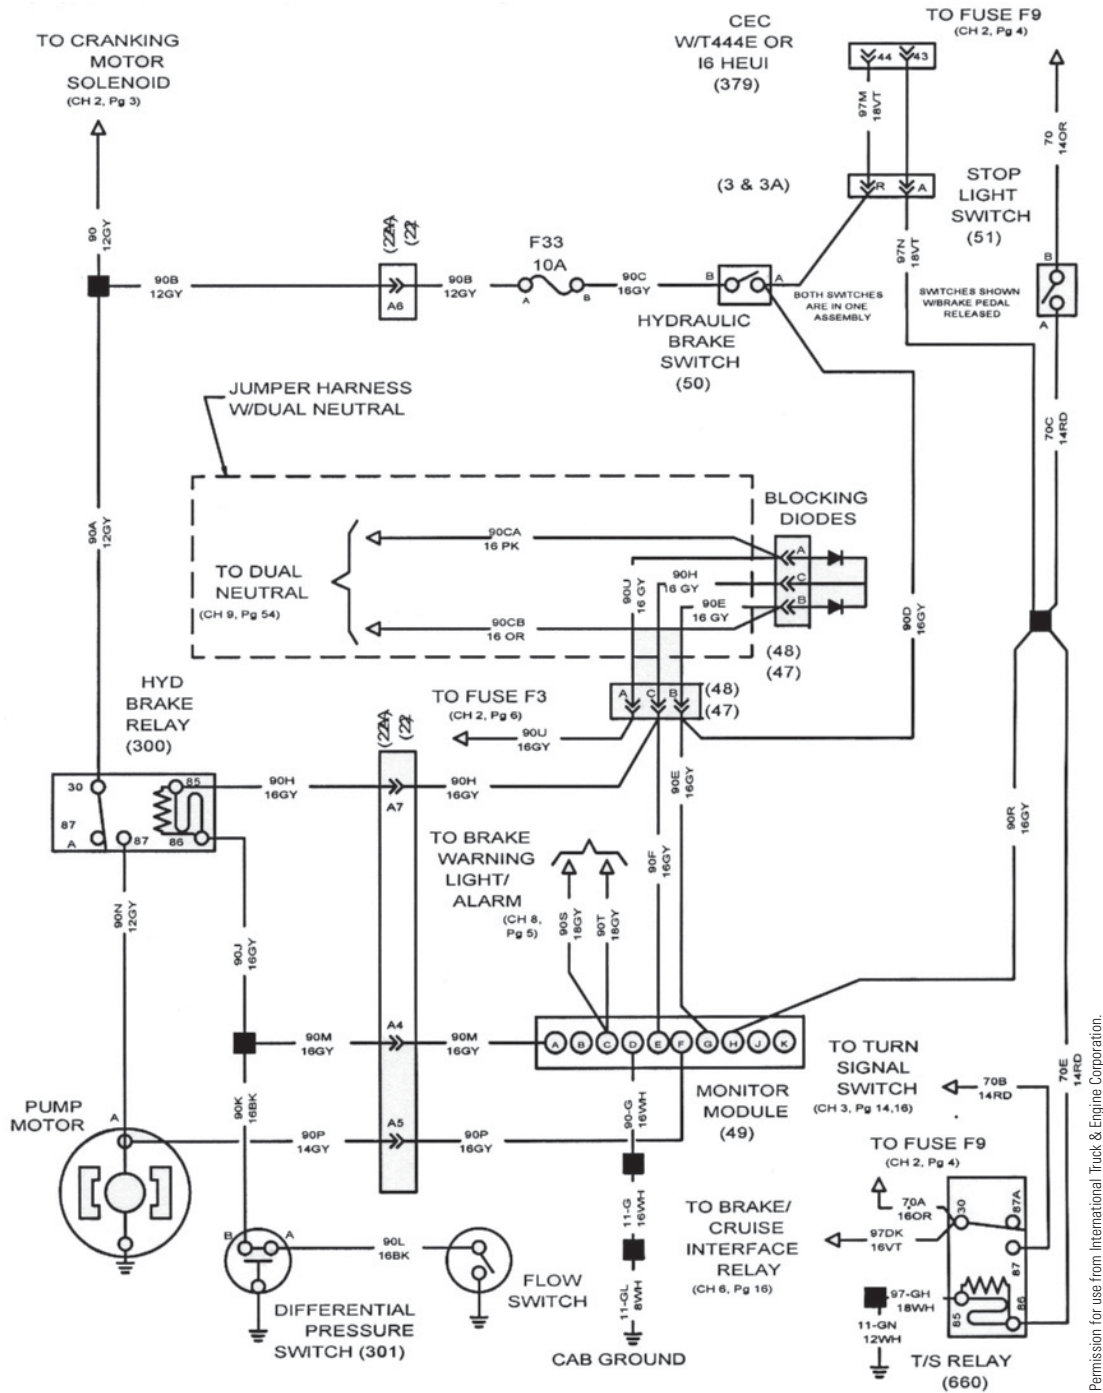 TO CRANKING
MOTOR
SOLENOID
(CH 2, Pg 3)
CEC
W/T444E OR
I6 HEUI
(379)
TO FUSE F9
(CH 2, Pg 4)
44
43
97M
18VT
70
14OR
(3 & 3A)
R
A
STOP
LIGHT
SWITCH
(51)
90
12GY
(22)
F33
10A
97N
18VT
90B
12GY
A6
90B
12GY
A
B
90C
16GY
B
A
BOTH SWITCHES
ARE IN ONE
ASSEMBLY
SWITCHES SHOWN
W/BRAKE PEDAL
RELEASED
B
A
HYDRAULIC
BRAKE
SWITCH
(50)
JUMPER HARNESS
W/DUAL NEUTRAL
70C
14RD
90A
12GY
BLOCKING
DIODES
90CA
16 PK
TO DUAL
NEUTRAL
(CH 9, Pg 54)
90CB
16 OR
90U
16 GY
90H
16 GY
90E
16 GY
A
C
B
90D
16GY
(48)
(47)
HYD
BRAKE
RELAY
(300)
TO FUSE F3
(CH 2, Pg 6)
(22)
A
C
B
(48)
(47)
90U
16GY
30
85
87
A
87
86
90H
16GY
A7
90H
16GY
90E
16GY
90R
16GY
TO BRAKE
WARNING
LIGHT/
ALARM
(CH 8,
Pg 5)
90F
16GY
90N
12GY
90S
18GY
90T
18GY
90J
16GY
90M
16GY
A4
90M
16GY
A B C D E F G H J K
MONITOR
MODULE
(49)
TO TURN
SIGNAL
SWITCH
(CH 3, Pg 14,16)
70B
14RD
70E
14RD
PUMP
MOTOR
A
90K
16BK
90P
14GY
A5
90P
16GY
90-G
16WH
TO FUSE F9
(CH 2, Pg 4)
11-G
16WH
TO BRAKE/
CRUISE
INTERFACE
RELAY
(CH 6, Pg 16)
70A
16OR
97DK
16VT
30
87A
87
86
85
B
A
90L
16BK
FLOW
SWITCH
11-GL
8WH
97-GH
18WH
11-GN
12WH
DIFFERENTIAL
PRESSURE
SWITCH (301)
CAB GROUND
T/S RELAY
(660)
Permission for use from International Truck & Engine Corporation.